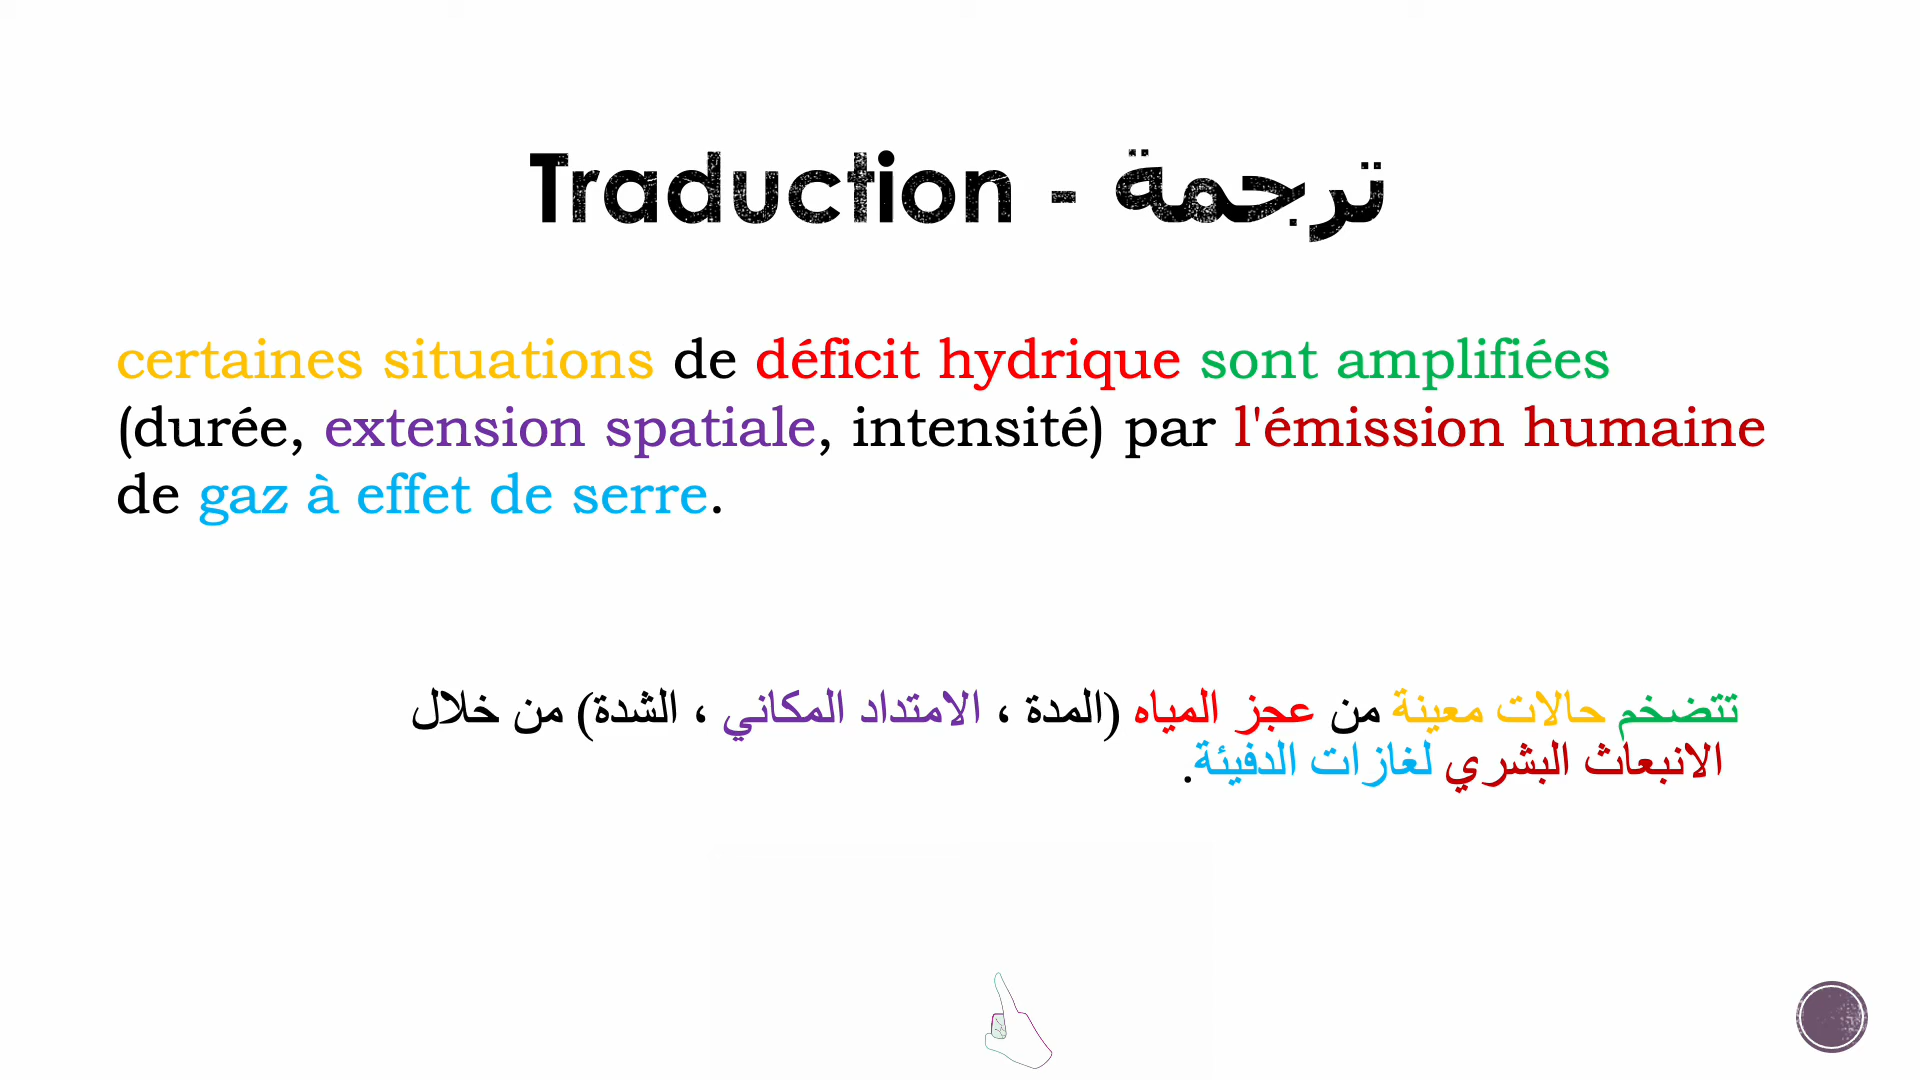 Traduction - ترجمة
certaines situations de déficit hydrique sont amplifiées
(durée, extension spatiale, intensité) par l'émission humaine
de gaz à effet de serre.
تتضخم حالات معينة من عجز المياه (المدة ، الامتداد المكاني ، الشدة) من خلال
الانبعاث البشري لغازات الدفيئة.